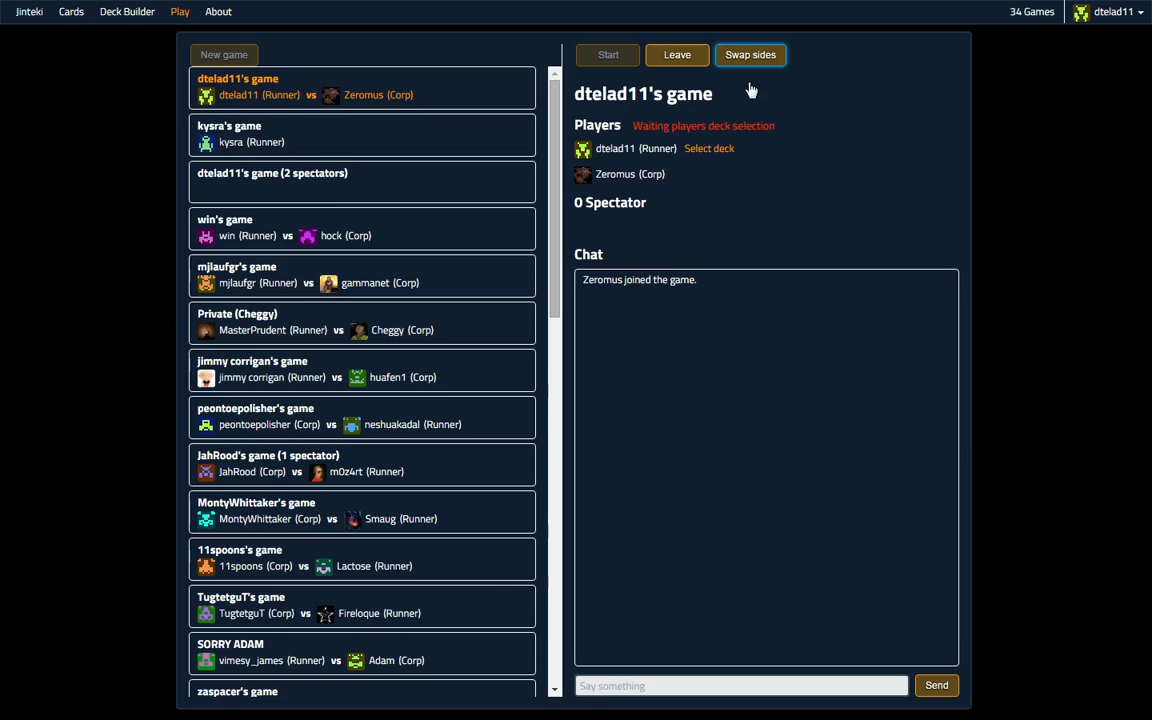 Jinteki Cards Deck Builder Play About 34 Games dtelad11
New game
dtelad11's game
dtelad11 (Runner) vs Zeromus (Corp)
kysra's game
kysra (Runner)
dtelad11's game (2 spectators)
win's game
win (Runner) vs hock (Corp)
mjlaufgr's game
mjlaufgr (Runner) vs gammanet (Corp)
Private (Cheggy)
MasterPrudent (Runner) vs Cheggy (Corp)
jimmy corrigan's game
jimmy corrigan (Runner) vs huafen1 (Corp)
peontoepolisher's game
peontoepolisher (Corp) vs neshuakadal (Runner)
JahRood's game (1 spectator)
JahRood (Corp) vs m0z4rt (Runner)
MontyWhittaker's game
MontyWhittaker (Corp) vs Smaug (Runner)
11spoons's game
11spoons (Corp) vs Lactose (Runner)
TugtetguT's game
TugtetguT (Corp) vs Fireloque (Runner)
SORRY ADAM
vimesy_james (Runner) vs Adam (Corp)
zaspacer's game
Start Leave Swap sides
dtelad11's game
Players Waiting players deck selection
dtelad11 (Runner) Select deck
Zeromus (Corp)
0 Spectator
Chat
Zeromus joined the game.
Say something Send